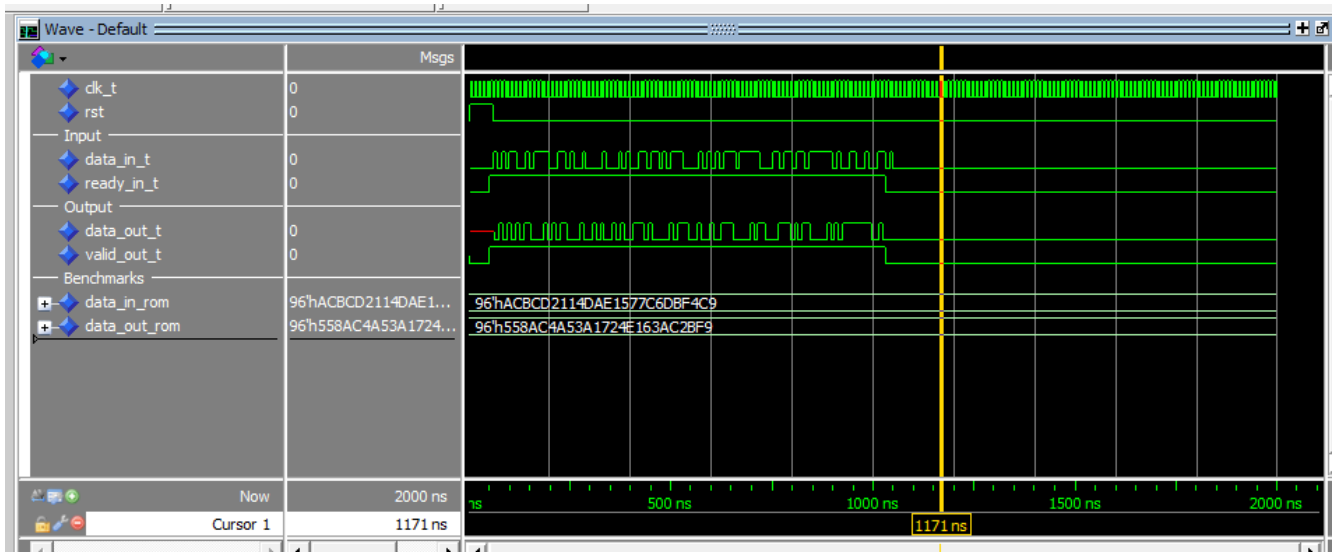 Wave - Default
Msgs
clk_t 0
rst 0
Input
data_in_t 0
ready_in_t 0
Output
data_out_t 0
valid_out_t 0
Benchmarks
data_in_rom 96'hACBCD2114DAE1... 96'hACBCD2114DAE1577C6DBF4C9
data_out_rom 96'h558AC4A53A1724... 96'h558AC4A53A1724E163AC2BF9
Now 2000 ns ns 500 ns 1000 ns 1500 ns 2000 ns
Cursor 1 1171 ns 1171 ns